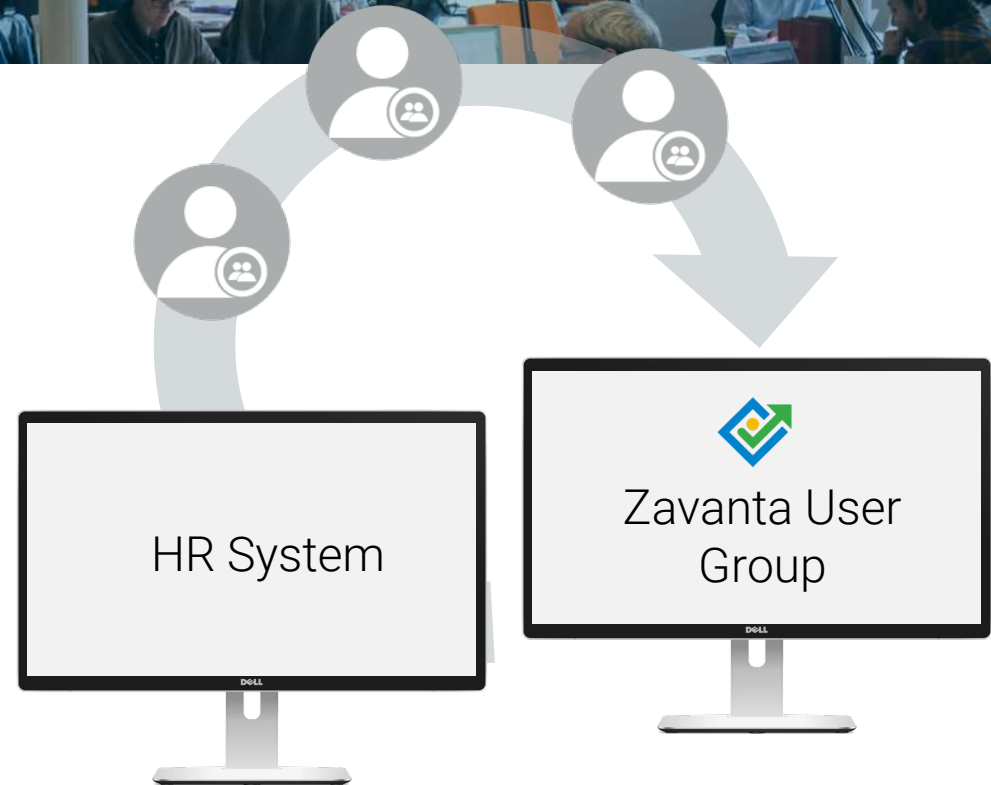 HR System
DELL
Zavanta User
Group
DELL